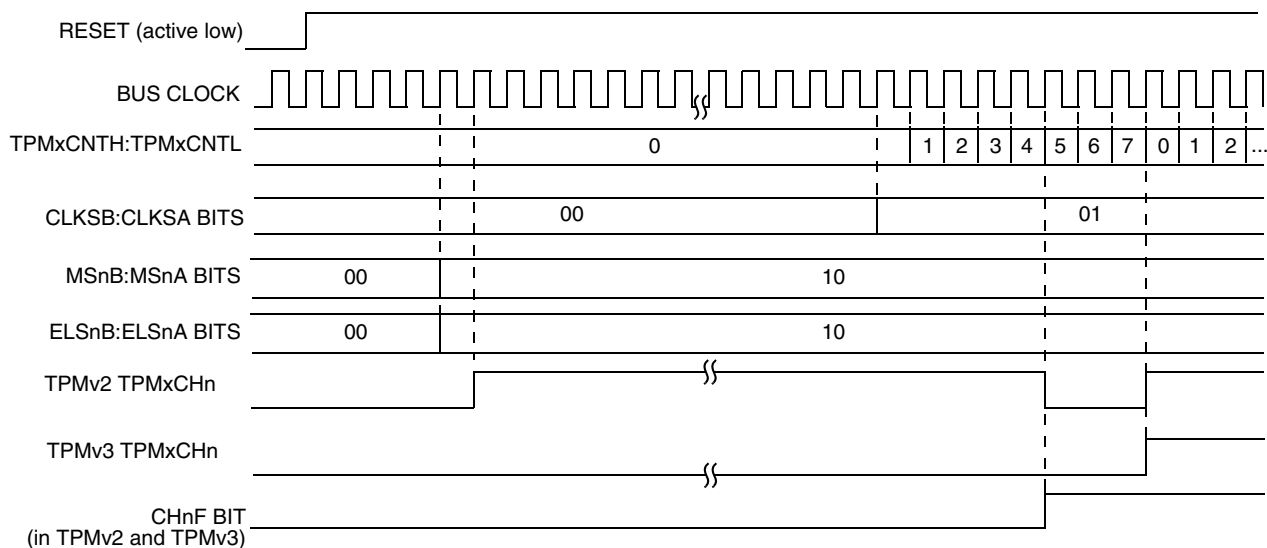 RESET (active low)
BUS CLOCK
TPMxCNTH:TPMxCNTL 0 1 2 3 4 5 6 7 0 1 2 ...
CLKSB:CLKSA BITS 00 01
MSnB:MSnA BITS 00 10
ELSnB:ELSnA BITS 00 10
TPMv2 TPMxCHn
TPMv3 TPMxCHn
CHnF BIT
(in TPMv2 and TPMv3)